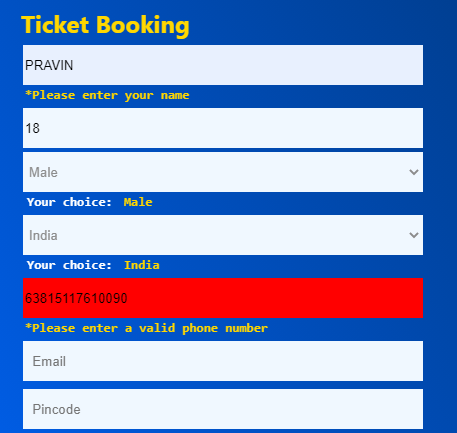 Ticket Booking
PRAVIN
*Please enter your name
18
Male
Your choice: Male
India
Your choice: India
63815117610090
*Please enter a valid phone number
Email
Pincode